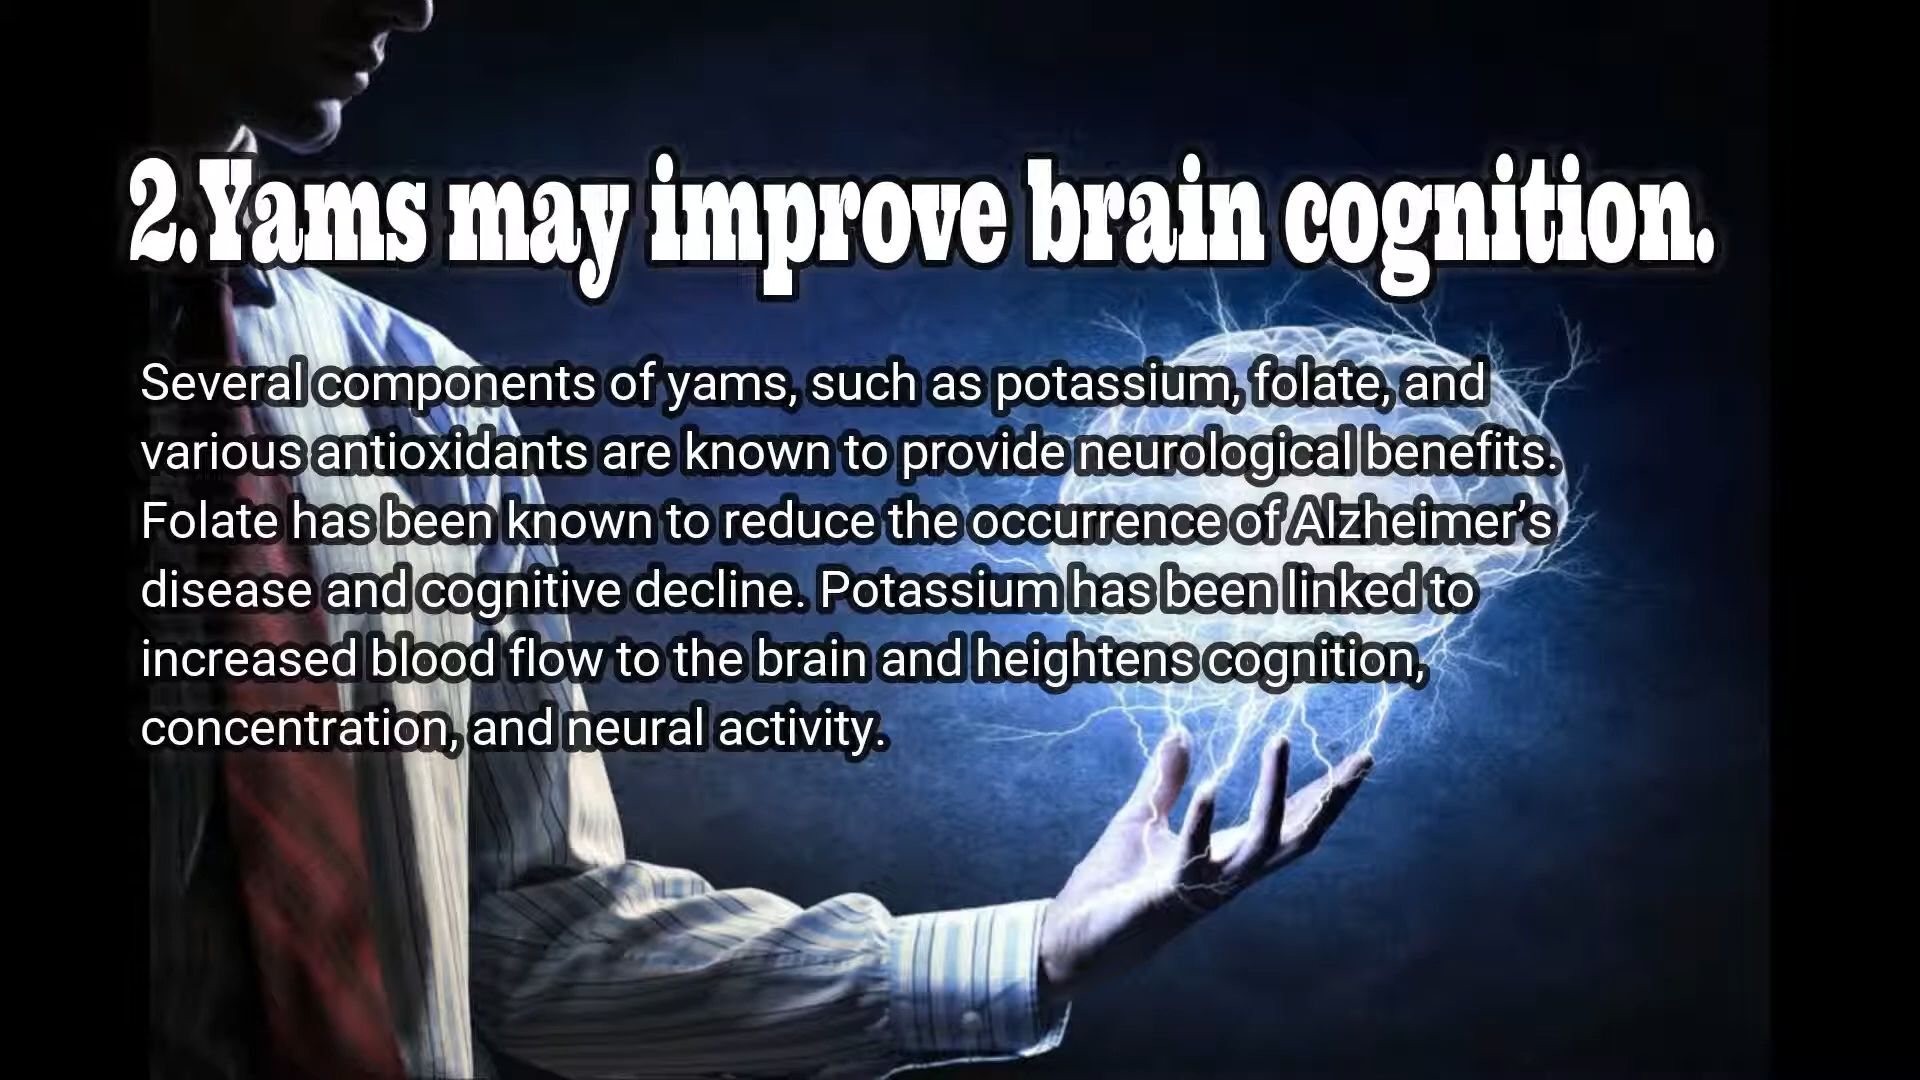 2.Yams may improve brain cognition.
Several components of yams, such as potassium, folate, and
various antioxidants are known to provide neurological benefits.
Folate has been known to reduce the occurrence of Alzheimer’s
disease and cognitive decline. Potassium has been linked to
increased blood flow to the brain and heightens cognition,
concentration, and neural activity.